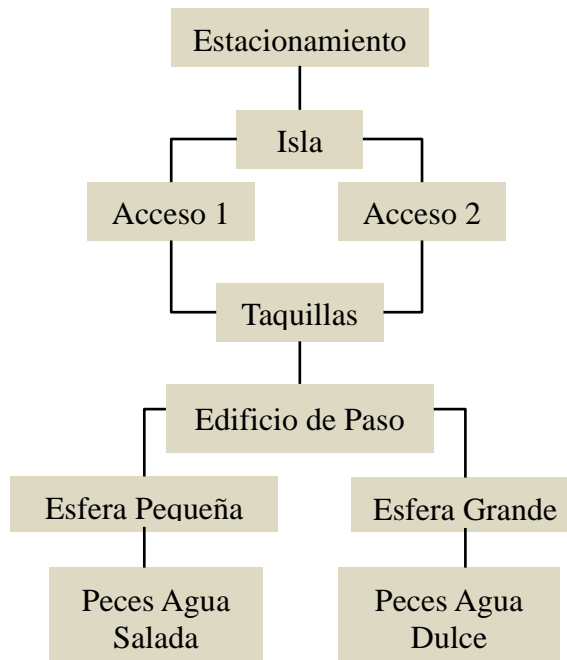 Estacionamiento
Isla
Acceso 1
Acceso 2
Taquillas
Edificio de Paso
Esfera Pequeña
Esfera Grande
Peces Agua
Salada
Peces Agua
Dulce